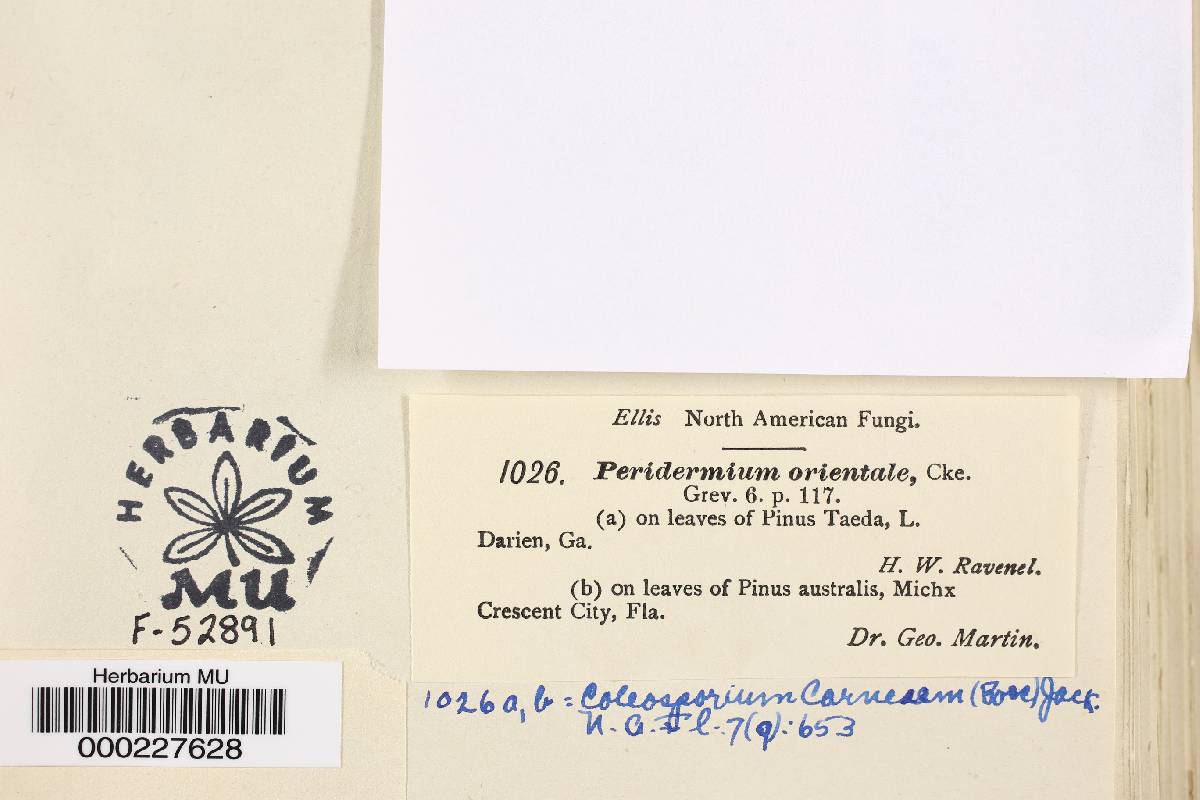 Ellis North American Fungi.
1026. Peridermium orientale, Cke.
Grev. 6. p. 117.
(a) on leaves of Pinus Taeda, L.
Darien, Ga.
H. W. Ravenel.
(b) on leaves of Pinus australis, Michx
Crescent City, Fla.
Dr. Geo. Martin.
1026 a, b = Coleosporium Carneum (Bosc) Jack.
N. A. Fl. 7(9): 653
HERBARIUM
MU
F-52891
Herbarium MU
000227628